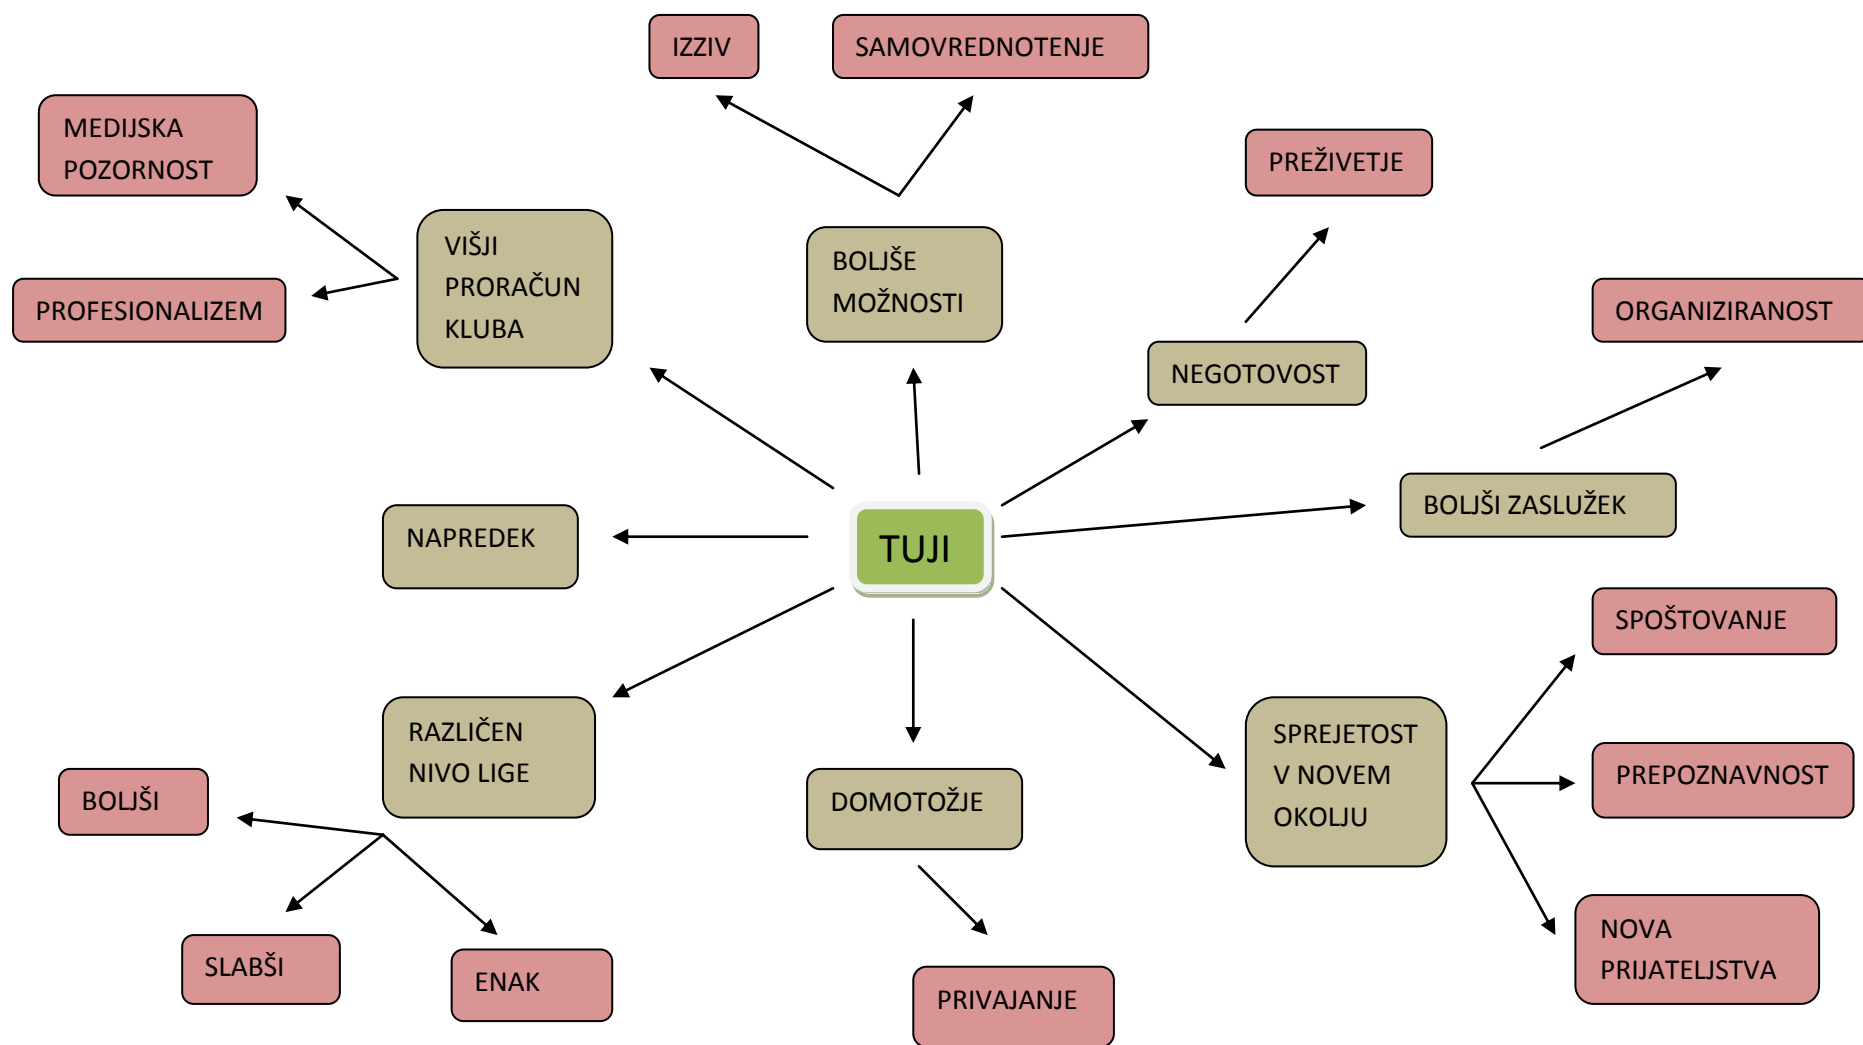 IZZIV
SAMOVREDNOTENJE
MEDIJSKA
POZORNOST
PREŽIVETJE
VIŠJI
PRORAČUN
KLUBA
BOLJŠE
MOŽNOSTI
PROFESIONALIZEM
ORGANIZIRANOST
NEGOTOVOST
BOLJŠI ZASLUŽEK
NAPREDEK
TUJI
SPOŠTOVANJE
RAZLIČEN
NIVO LIGE
SPREJETOST
V NOVEM
OKOLJU
PREPOZNAVNOST
BOLJŠI
DOMOTOŽJE
NOVA
PRIJATELJSTVA
SLABŠI
ENAK
PRIVAJANJE